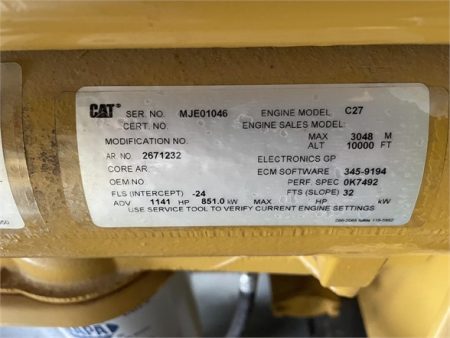 CAT® SER. NO. MJE01046 ENGINE MODEL C27
CERT. NO. ENGINE SALES MODEL
MODIFICATION NO. MAX ALT 3048 M 10000 FT
AR NO. 2671232 ELECTRONICS GP
CORE AR ECM SOFTWARE 345-9194
OEM NO PERF. SPEC 0K7492
FLS (INTERCEPT) -24 FTS (SLOPE) 32
ADV 1141 HP 851.0 kW MAX HP kW
USE SERVICE TOOL TO VERIFY CURRENT ENGINE SETTINGS